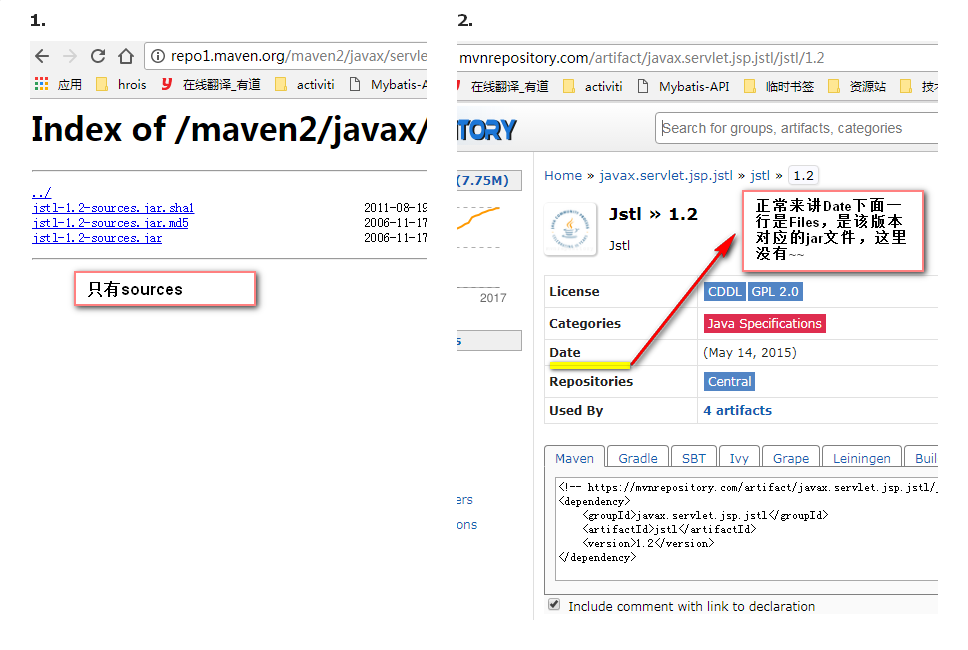 1.
repo1.maven.org/maven2/javax/servle
应用 hrois 在线翻译_有道 activiti Mybatis-A
Index of /maven2/javax/
../
jstl-1.2-sources.jar.sha1 2011-08-19
jstl-1.2-sources.jar.md5 2006-11-17
jstl-1.2-sources.jar 2006-11-17
只有sources
2.
mvnrepository.com/artifact/javax.servlet.jsp.jstl/jstl/1.2
在线翻译_有道 activiti Mybatis-API 临时书签 资源站 技术
TORY
Search for groups, artifacts, categories
(7.75M)
Home » javax.servlet.jsp.jstl » jstl » 1.2
Jstl » 1.2
Jstl
正常来讲Date下面一
行是Files，是该版本
对应的jar文件，这里
没有~~
2017
s
License CDDL GPL 2.0
Categories Java Specifications
Date (May 14, 2015)
Repositories Central
Used By 4 artifacts
Maven Gradle SBT Ivy Grape Leiningen Buil
<!-- https://mvnrepository.com/artifact/javax.servlet.jsp.jstl/j
<dependency>
<groupId>javax.servlet.jsp.jstl</groupId>
<artifactId>jstl</artifactId>
<version>1.2</version>
</dependency>
ers
ons
Include comment with link to declaration